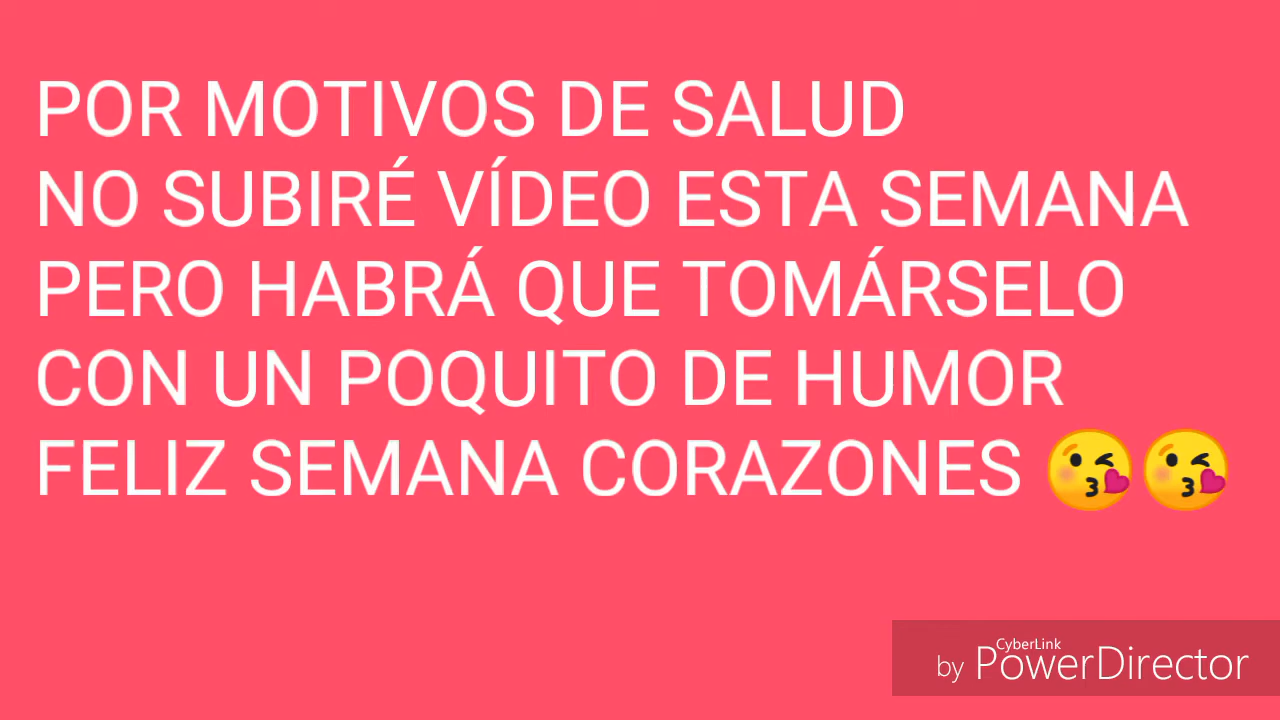 POR MOTIVOS DE SALUD
NO SUBIRÉ VÍDEO ESTA SEMANA
PERO HABRÁ QUE TOMÁRSELO
CON UN POQUITO DE HUMOR
FELIZ SEMANA CORAZONES 😘😘
CyberLink
by PowerDirector